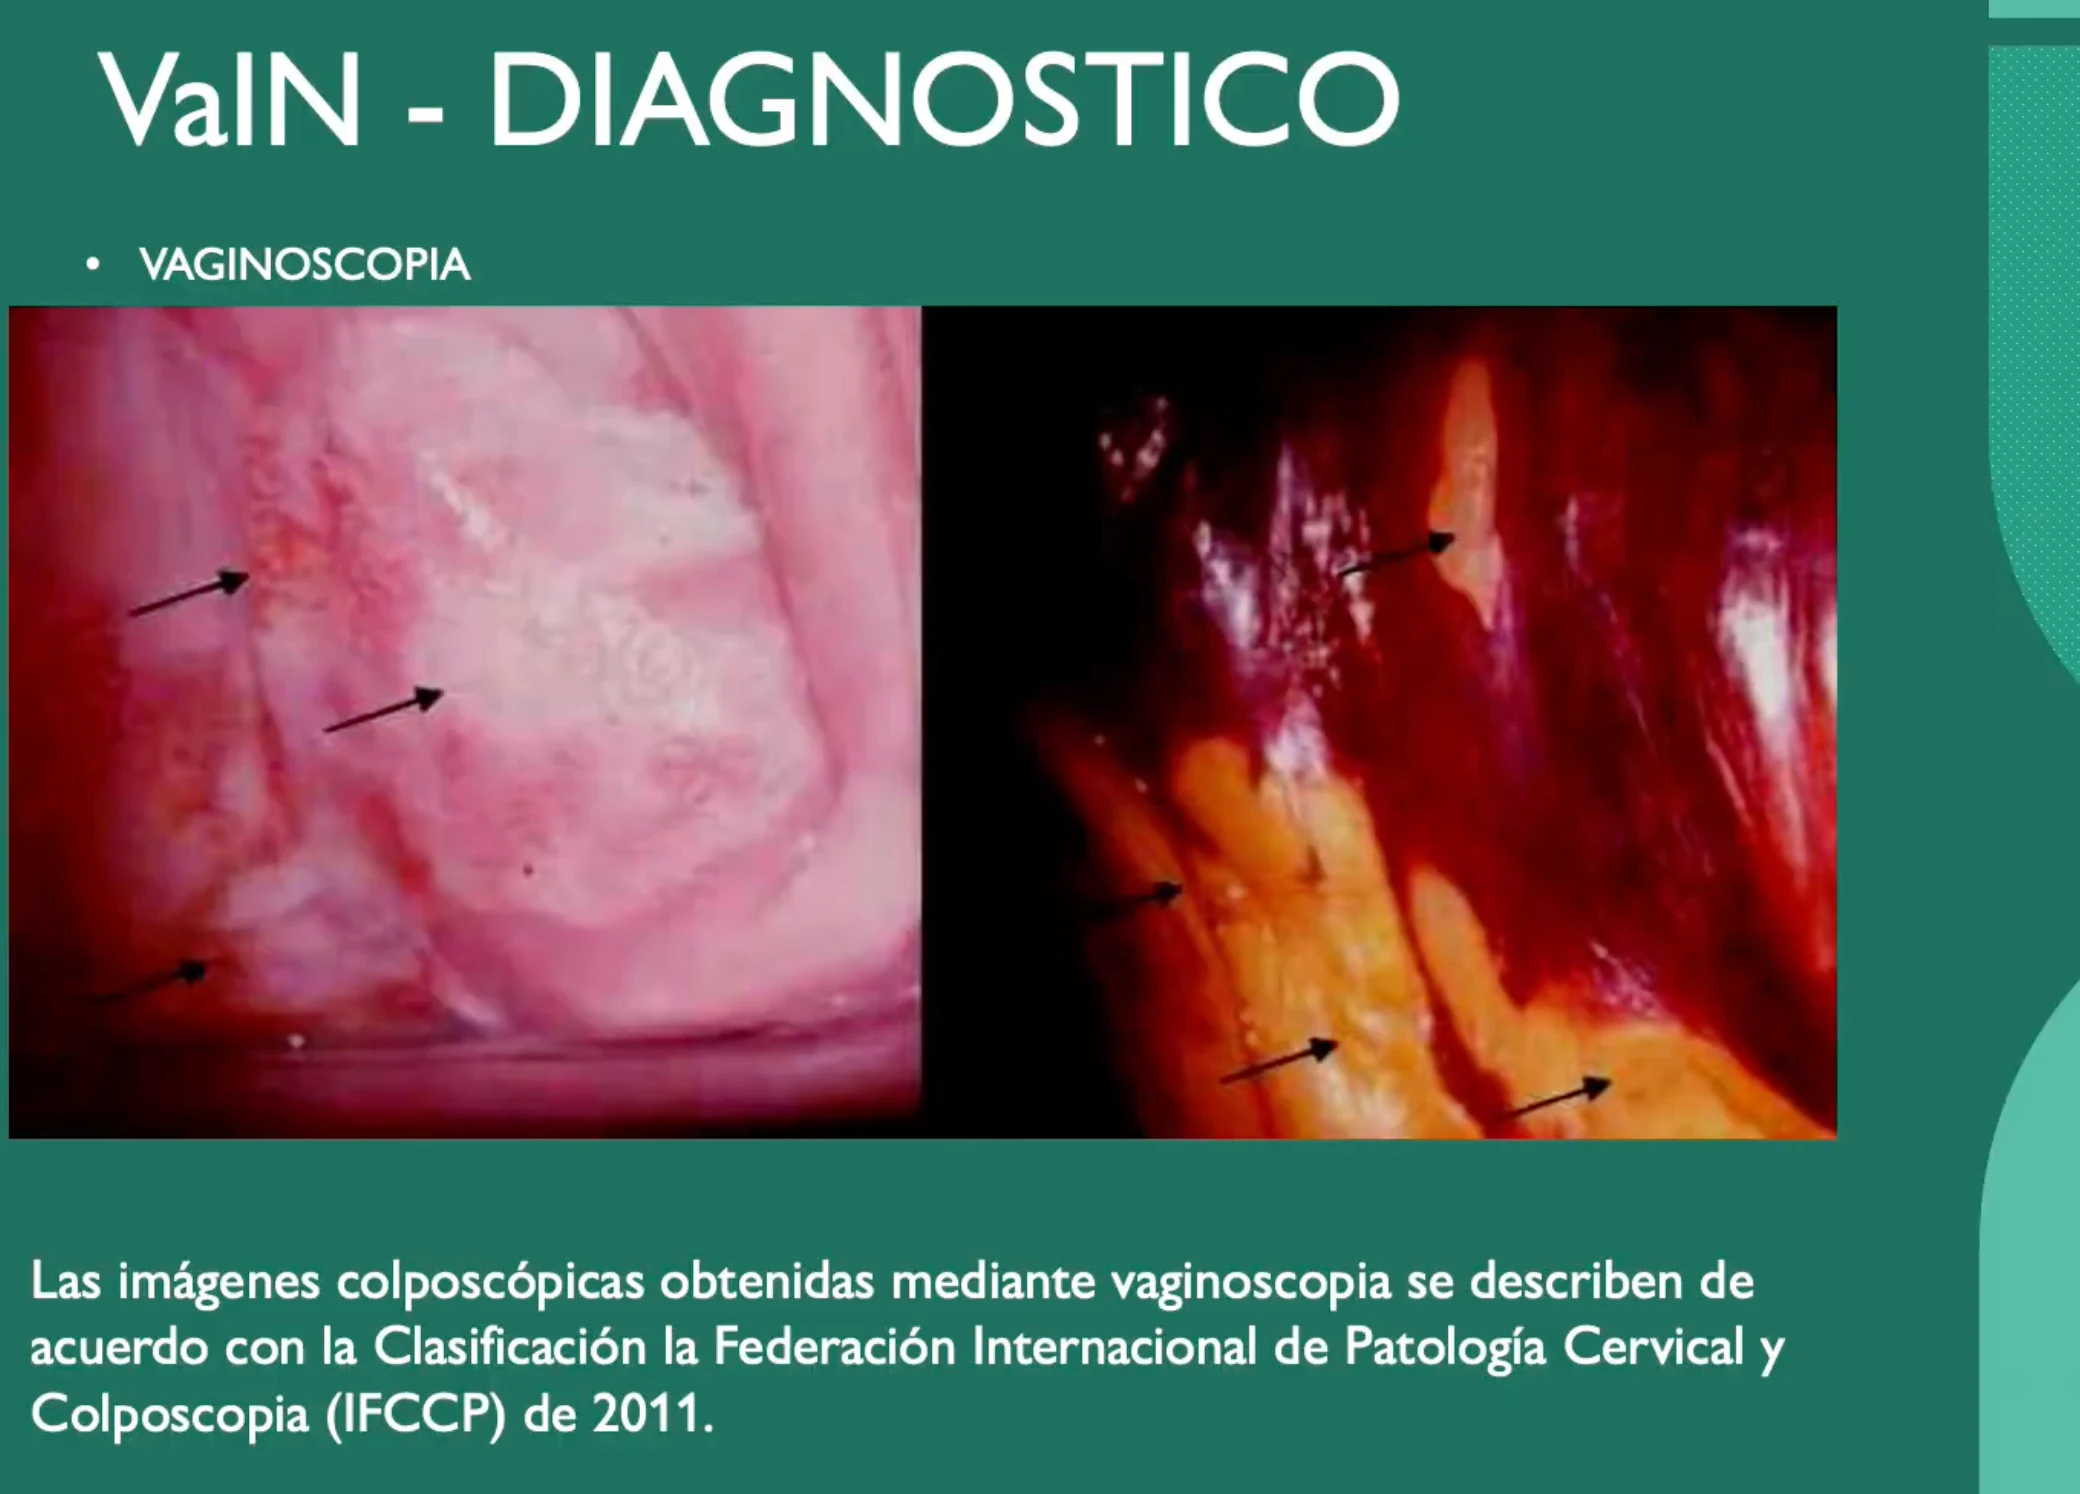 VaIN - DIAGNOSTICO
• VAGINOSCOPIA
Las imágenes colposcópicas obtenidas mediante vaginoscopia se describen de
acuerdo con la Clasificación la Federación Internacional de Patología Cervical y
Colposcopia (IFCCP) de 2011.